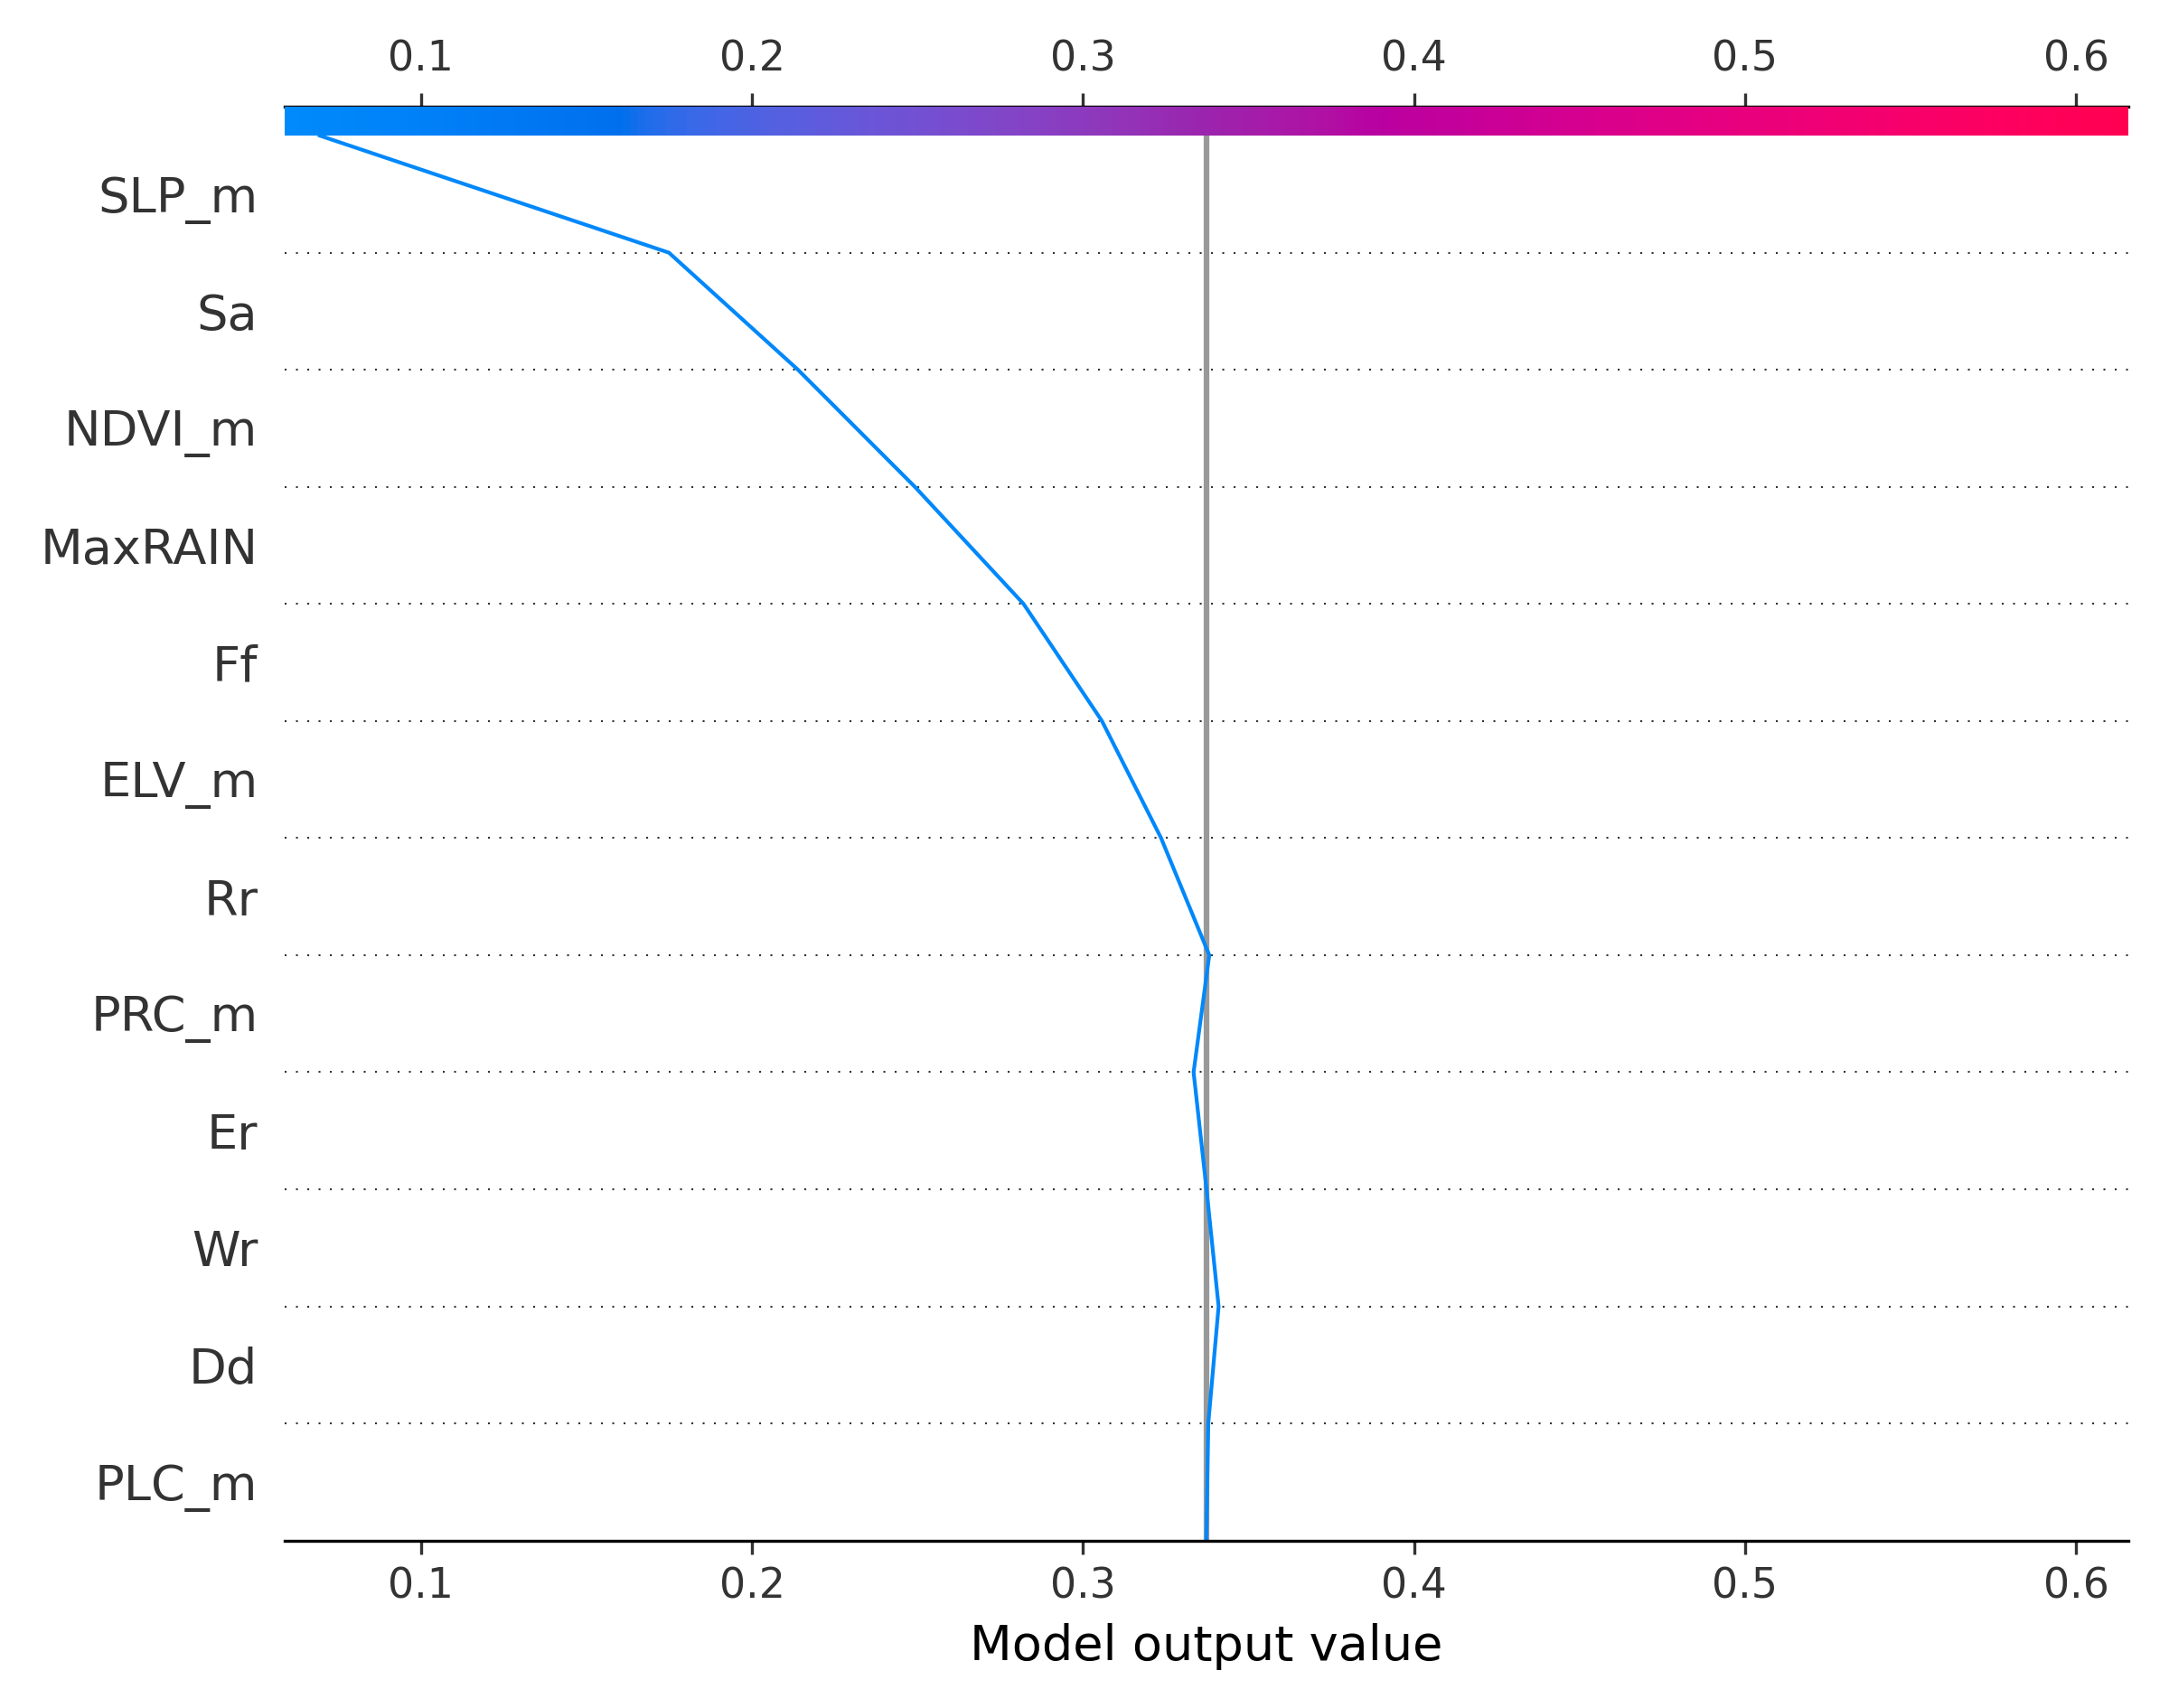 0.1 0.2 0.3 0.4 0.5 0.6
SLP_m
Sa
NDVI_m
MaxRAIN
Ff
ELV_m
Rr
PRC_m
Er
Wr
Dd
PLC_m
0.1 0.2 0.3 0.4 0.5 0.6
Model output value